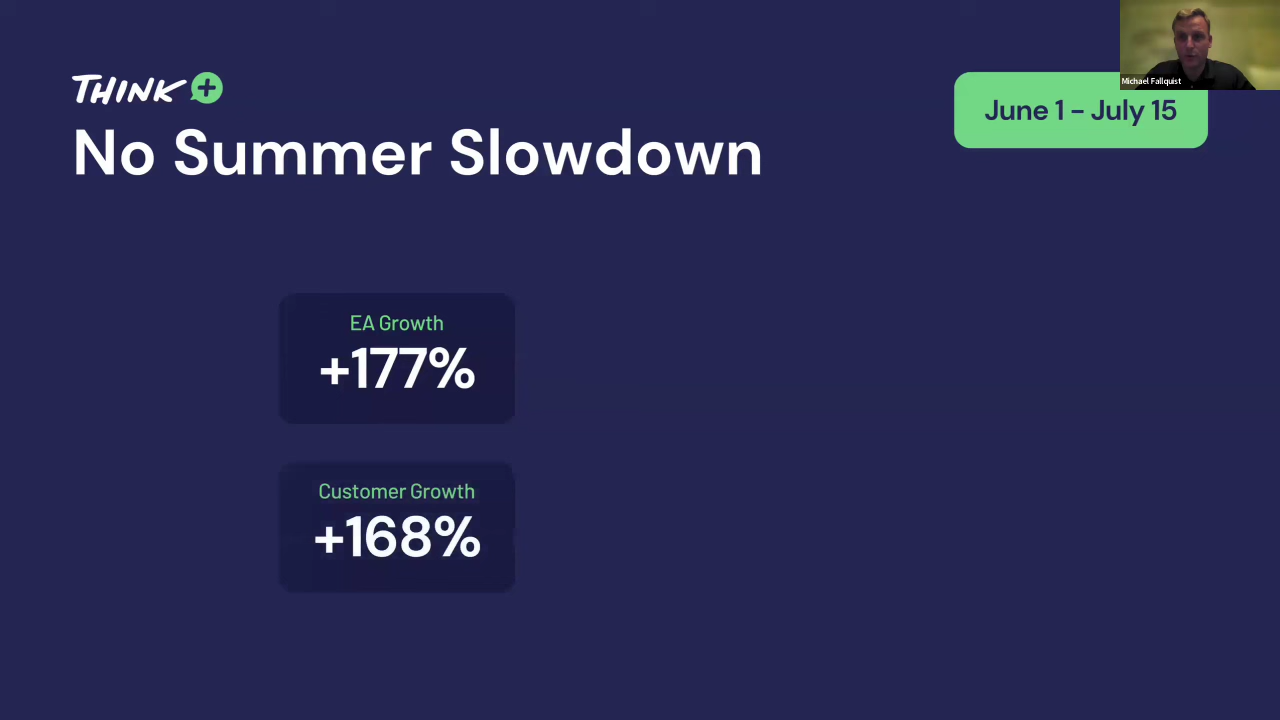 THINK+
No Summer Slowdown
June 1 – July 15
Michael Fallquist
EA Growth
+177%
Customer Growth
+168%